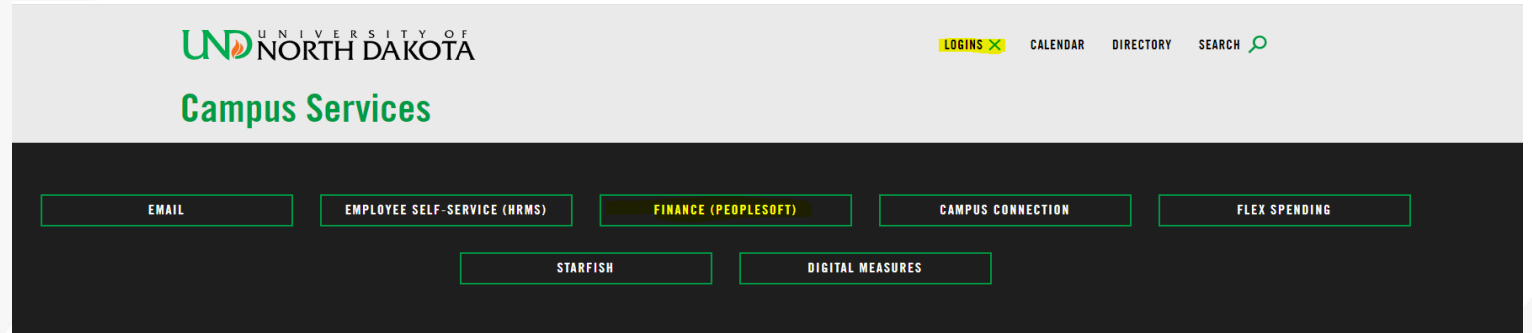 UND UNIVERSITY OF
NORTH DAKOTA
LOGINS
CALENDAR
DIRECTORY
SEARCH
Campus Services
EMAIL
EMPLOYEE SELF-SERVICE (HRMS)
FINANCE (PEOPLESOFT)
CAMPUS CONNECTION
FLEX SPENDING
STARFISH
DIGITAL MEASURES